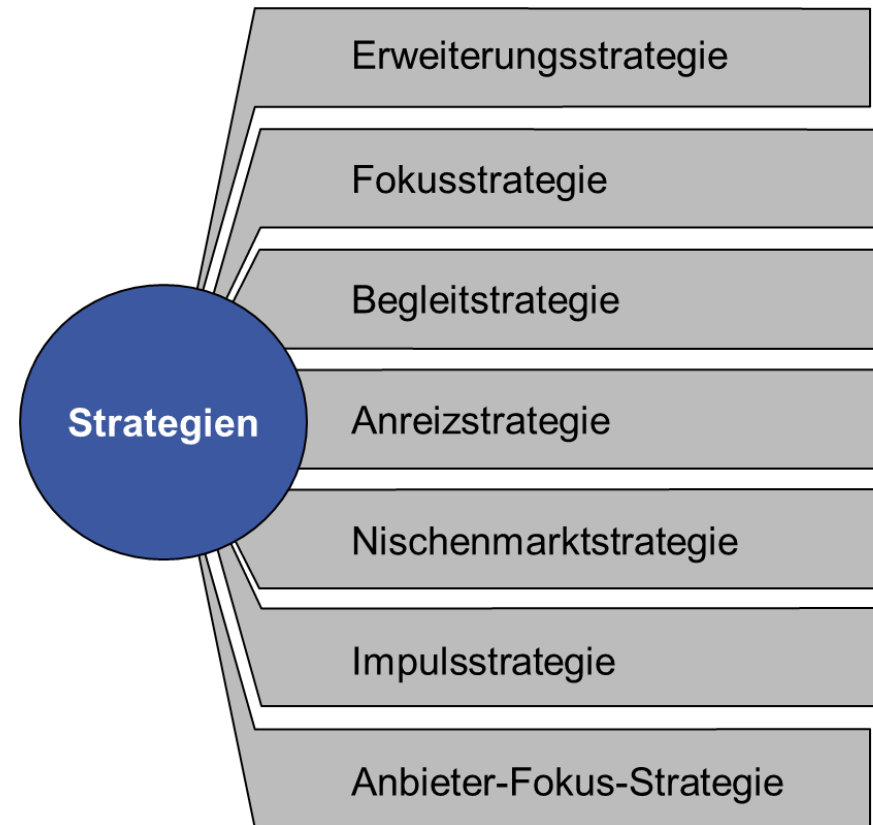 Erweiterungsstrategie
Fokusstrategie
Begleitstrategie
Strategien
Anreizstrategie
Nischenmarktstrategie
Impulsstrategie
Anbieter-Fokus-Strategie